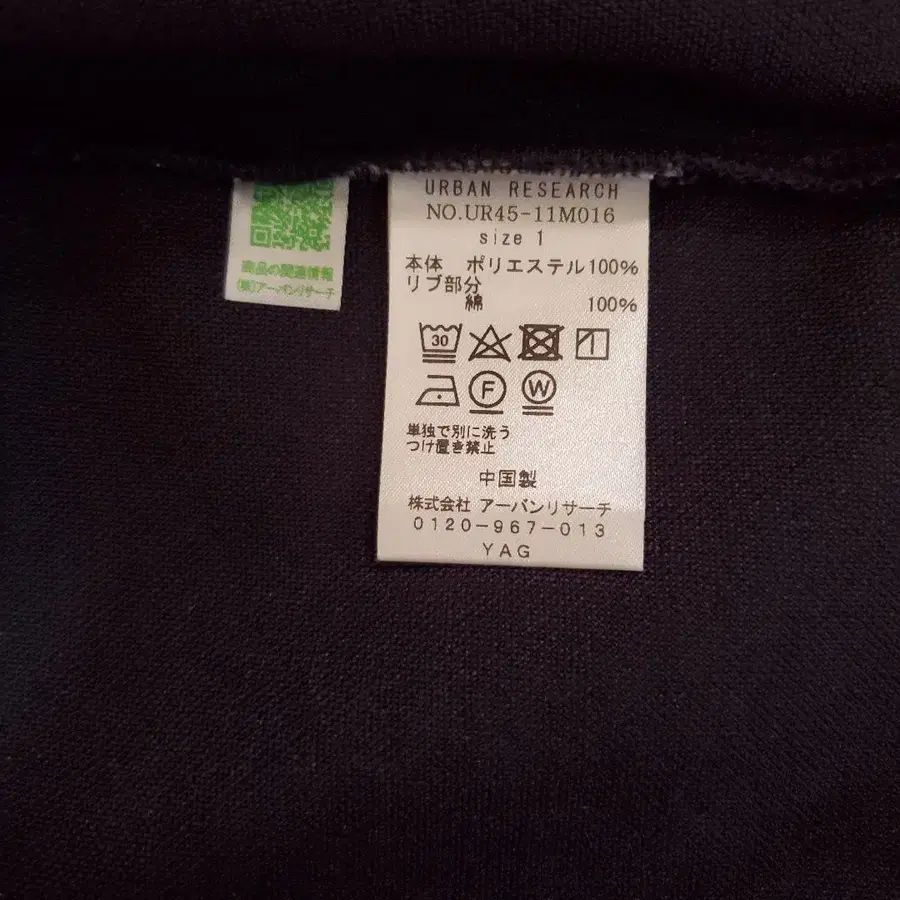 商品の関連情報
(株)アーバンリサーチ
URBAN RESEARCH
NO.UR45-11M016
size 1
本体 ポリエステル100%
リブ部分
綿 100%
30
F W
単独で別に洗う
つけ置き禁止
中国製
株式会社 アーバンリサーチ
0120-967-013
YAG